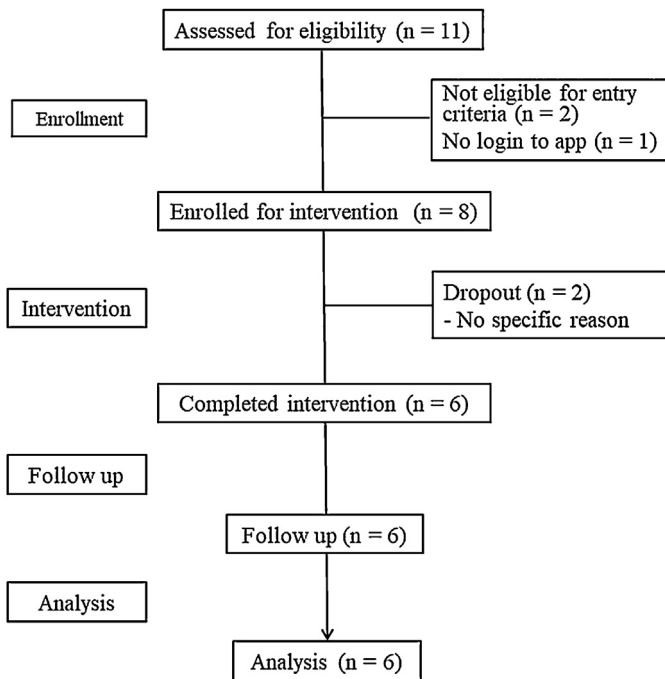 Assessed for eligibility (n = 11)
Enrollment
Not eligible for entry
criteria (n = 2)
No login to app (n = 1)
Enrolled for intervention (n = 8)
Intervention
Dropout (n = 2)
- No specific reason
Completed intervention (n = 6)
Follow up
Follow up (n = 6)
Analysis
Analysis (n = 6)